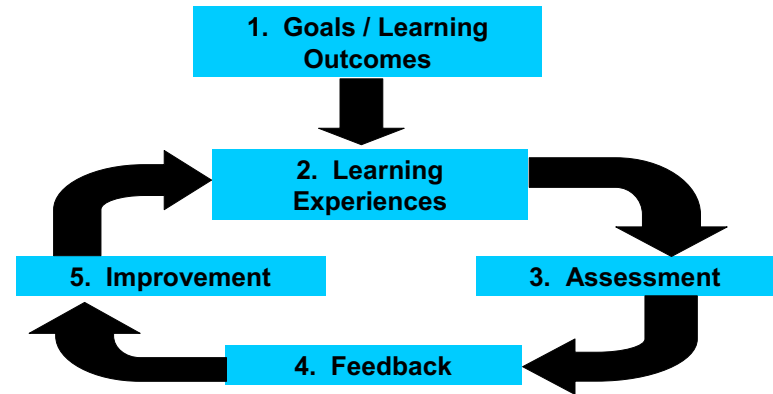 1. Goals / Learning
Outcomes
2. Learning
Experiences
5. Improvement
3. Assessment
4. Feedback